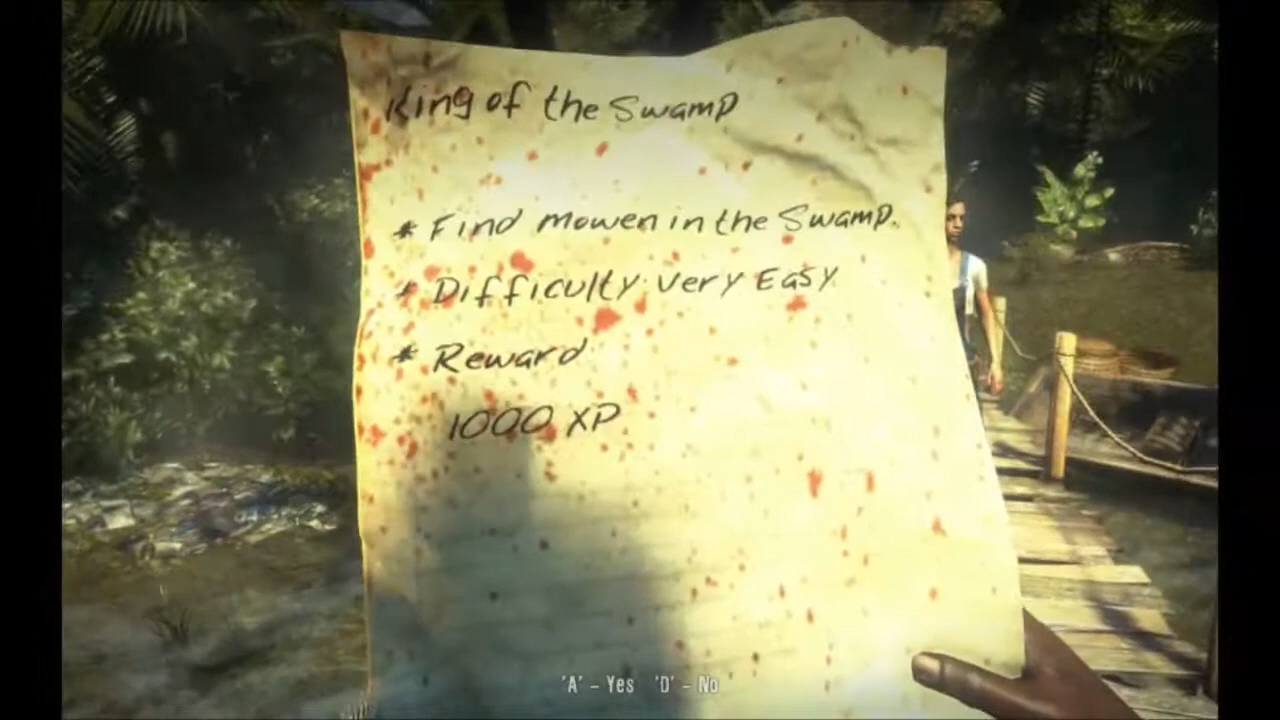 King of the Swamp
* Find Mowen in the Swamp.
* Difficulty: Very Easy
* Reward
1000 XP
'A' - Yes 'D' - No